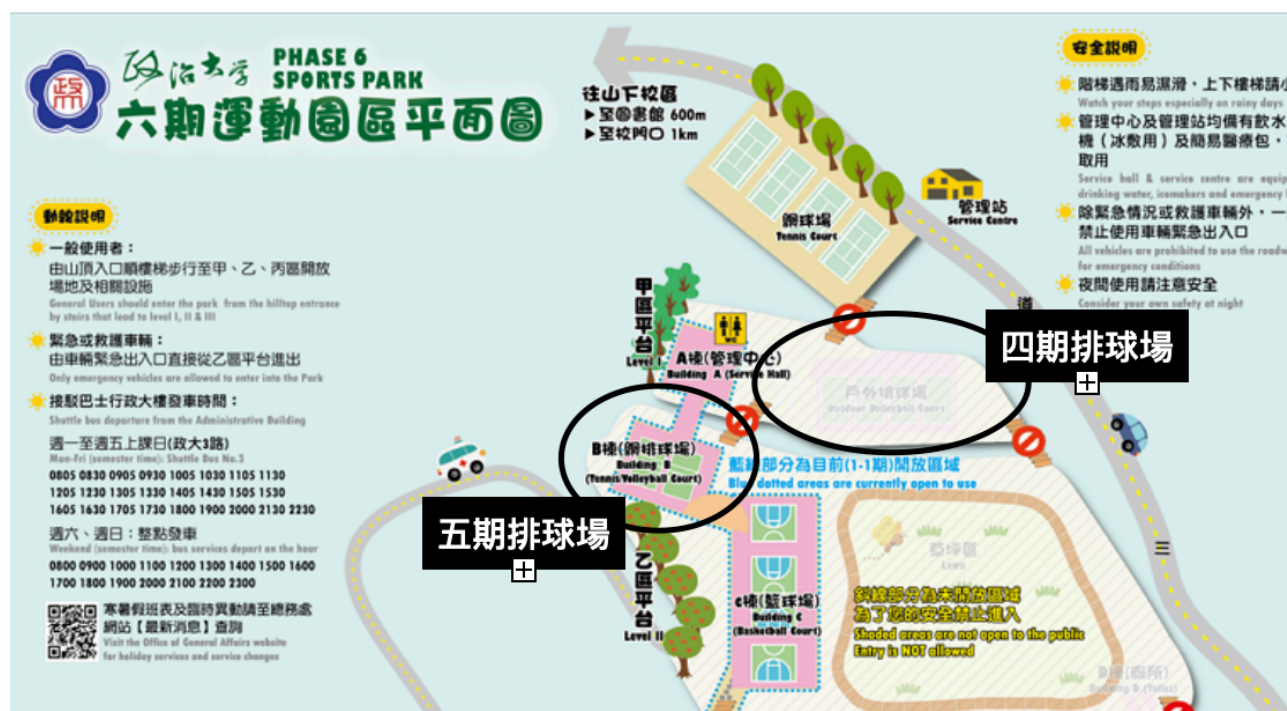 政治大學
PHASE 6
SPORTS PARK
六期運動園區平面圖
動線説明
一般使用者：
由山頂入口順樓梯步行至甲、乙、丙區開放
場地及相關設施
General Users should enter the park from the hilltop entrance
by stairs that lead to level I, II & III
緊急或救護車輛：
由車輛緊急出入口直接從乙區平台進出
Only emergency vehicles are allowed to enter into the Park
接駁巴士行政大樓發車時間：
Shuttle bus departure from the Administrative Building
週一至週五上課日(政大3路)
Mon-Fri (semester time): Shuttle Bus No.3
0805 0830 0905 0930 1005 1030 1105 1130
1205 1230 1305 1330 1405 1430 1505 1530
1605 1630 1705 1730 1800 1900 2000 2130 2230
週六、週日：整點發車
Weekend (semester time): bus services depart on the hour
0800 0900 1000 1100 1200 1300 1400 1500 1600
1700 1800 1900 2000 2100 2200 2300
寒暑假班表及臨時異動請至總務處
網站【最新消息】查詢
Visit the Office of General Affairs website
for holiday services and service changes
往山下校區
▶至圖書館 600m
▶至校門口 1km
網球場
Tennis Court
管理站
Service Centre
甲區平台
Level I
WC
A棟(管理中心)
Building A (Service Hall)
戶外排球場
Outdoor Volleyball Court
四期排球場
B棟(網排球場)
Building B
(Tennis/Volleyball Court)
五期排球場
藍線部分為目前(1-1期)開放區域
Blue dotted areas are currently open to use
乙區平台
Level II
C棟(籃球場)
Building C
(Basketball Court)
草坪區
Lawn
斜線部分為未開放區域
為了您的安全禁止進入
Shaded areas are not open to the public
Entry is NOT allowed
D棟(廁所)
Building D (Toilet)
道
三
安全説明
階梯遇雨易濕滑，上下樓梯請小
Watch your steps especially on rainy days
管理中心及管理站均備有飲水
機（冰敷用）及簡易醫療包，
取用
Service hall & service centre are equip
drinking water, icemakers and emergency
除緊急情況或救護車輛外，一
禁止使用車輛緊急出入口
All vehicles are prohibited to use the roadw
for emergency conditions
夜間使用請注意安全
Consider your own safety at night